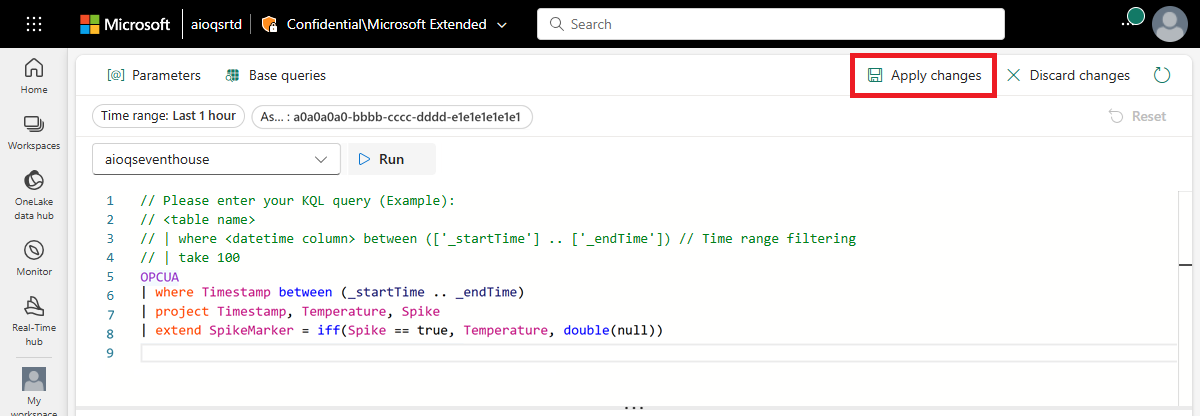 Microsoft
aioqsrtd
Confidential\Microsoft Extended
Search
Home
Workspaces
OneLake
data hub
Monitor
Real-Time
hub
My
workspace
[@] Parameters
Base queries
Apply changes
Discard changes
Time range: Last 1 hour
As... : a0a0a0a0-bbbb-cccc-dddd-e1e1e1e1e1e1
Reset
aioqseventhouse
Run
1 // Please enter your KQL query (Example):
2 // <table name>
3 // | where <datetime column> between (['_startTime'] .. ['_endTime']) // Time range filtering
4 // | take 100
5 OPCUA
6 | where Timestamp between (_startTime .. _endTime)
7 | project Timestamp, Temperature, Spike
8 | extend SpikeMarker = iff(Spike == true, Temperature, double(null))
9